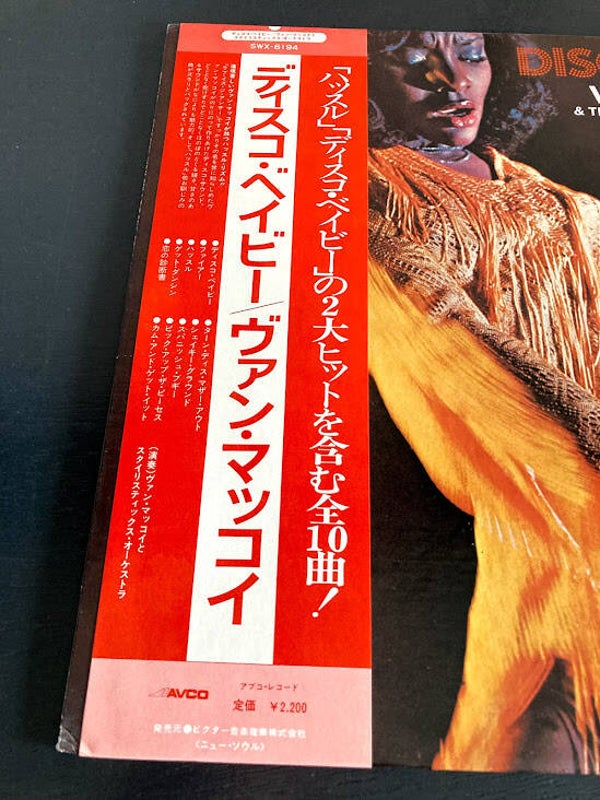 SWX-6194
「ハッスル」「ディスコ・ベイビー」の2大ヒットを含む全10曲!
ディスコ・ベイビー/ヴァン・マッコイ
●ディスコ・ベイビー
●ファイアー
●ハッスル
●ゲット・ダンシン
●恋の診断書
●ターン・ディス・マザー・アウト
●シェイキー・グラウンド
●スパニッシュ・ブギー
●ピック・アップ・ザ・ピーセス
●カム・アンド・ゲット・イット
(演奏)ヴァン・マッコイと
スタイリスティックス・オーケストラ
AVCO
アブコ・レコード
定価 ¥2,200
発売元●ビクター音楽産業株式会社
〈ニュー・ソウル〉
DISC
V
& T